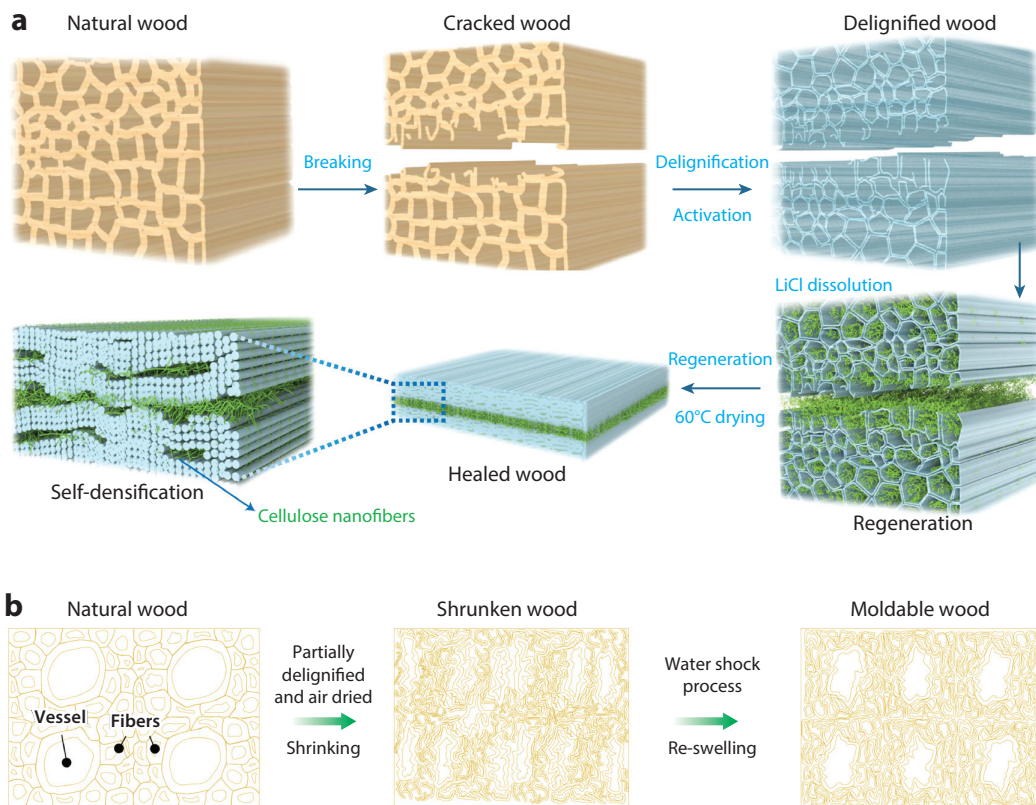 a
Natural wood
Cracked wood
Delignified wood
Breaking
Delignification
Activation
LiCl dissolution
Regeneration
60°C drying
Self-densification
Healed wood
Regeneration
Cellulose nanofibers
b
Natural wood
Shrunken wood
Moldable wood
Partially
delignified
and air dried
Shrinking
Water shock
process
Re-swelling
Vessel
Fibers